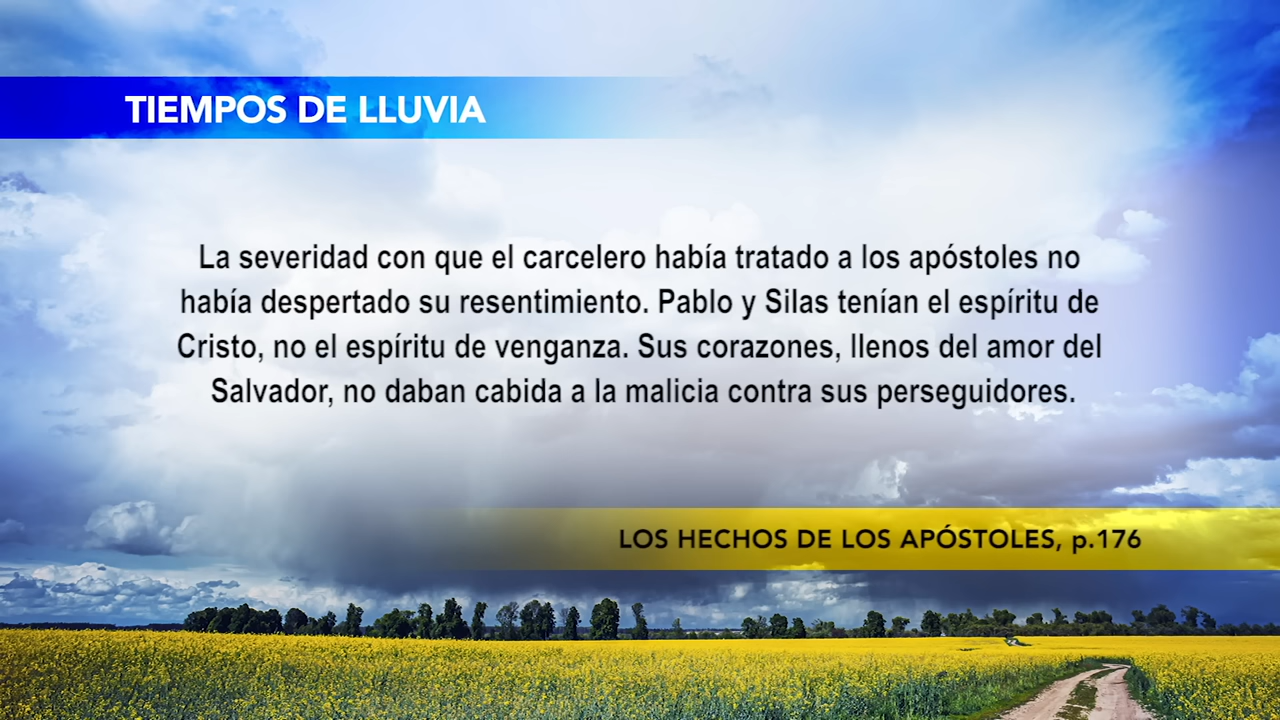 TIEMPOS DE LLUVIA
La severidad con que el carcelero había tratado a los apóstoles no
había despertado su resentimiento. Pablo y Silas tenían el espíritu de
Cristo, no el espíritu de venganza. Sus corazones, llenos del amor del
Salvador, no daban cabida a la malicia contra sus perseguidores.
LOS HECHOS DE LOS APÓSTOLES, p.176